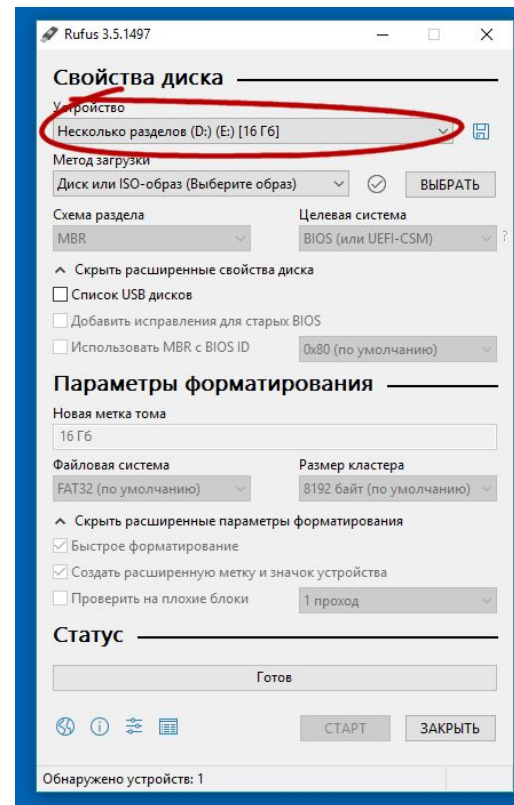 Rufus 3.5.1497
Свойства диска
Устройство
Несколько разделов (D:) (E:) [16 Гб]
Метод загрузки
Диск или ISO-образ (Выберите образ)
ВЫБРАТЬ
Схема раздела
Целевая система
MBR
BIOS (или UEFI-CSM)
?
Скрыть расширенные свойства диска
Список USB дисков
Добавить исправления для старых BIOS
Использовать MBR с BIOS ID
0x80 (по умолчанию)
Параметры форматирования
Новая метка тома
16 Гб
Файловая система
Размер кластера
FAT32 (по умолчанию)
8192 байт (по умолчанию)
Скрыть расширенные параметры форматирования
Быстрое форматирование
Создать расширенную метку и значок устройства
Проверить на плохие блоки
1 проход
Статус
Готов
СТАРТ
ЗАКРЫТЬ
Обнаружено устройств: 1